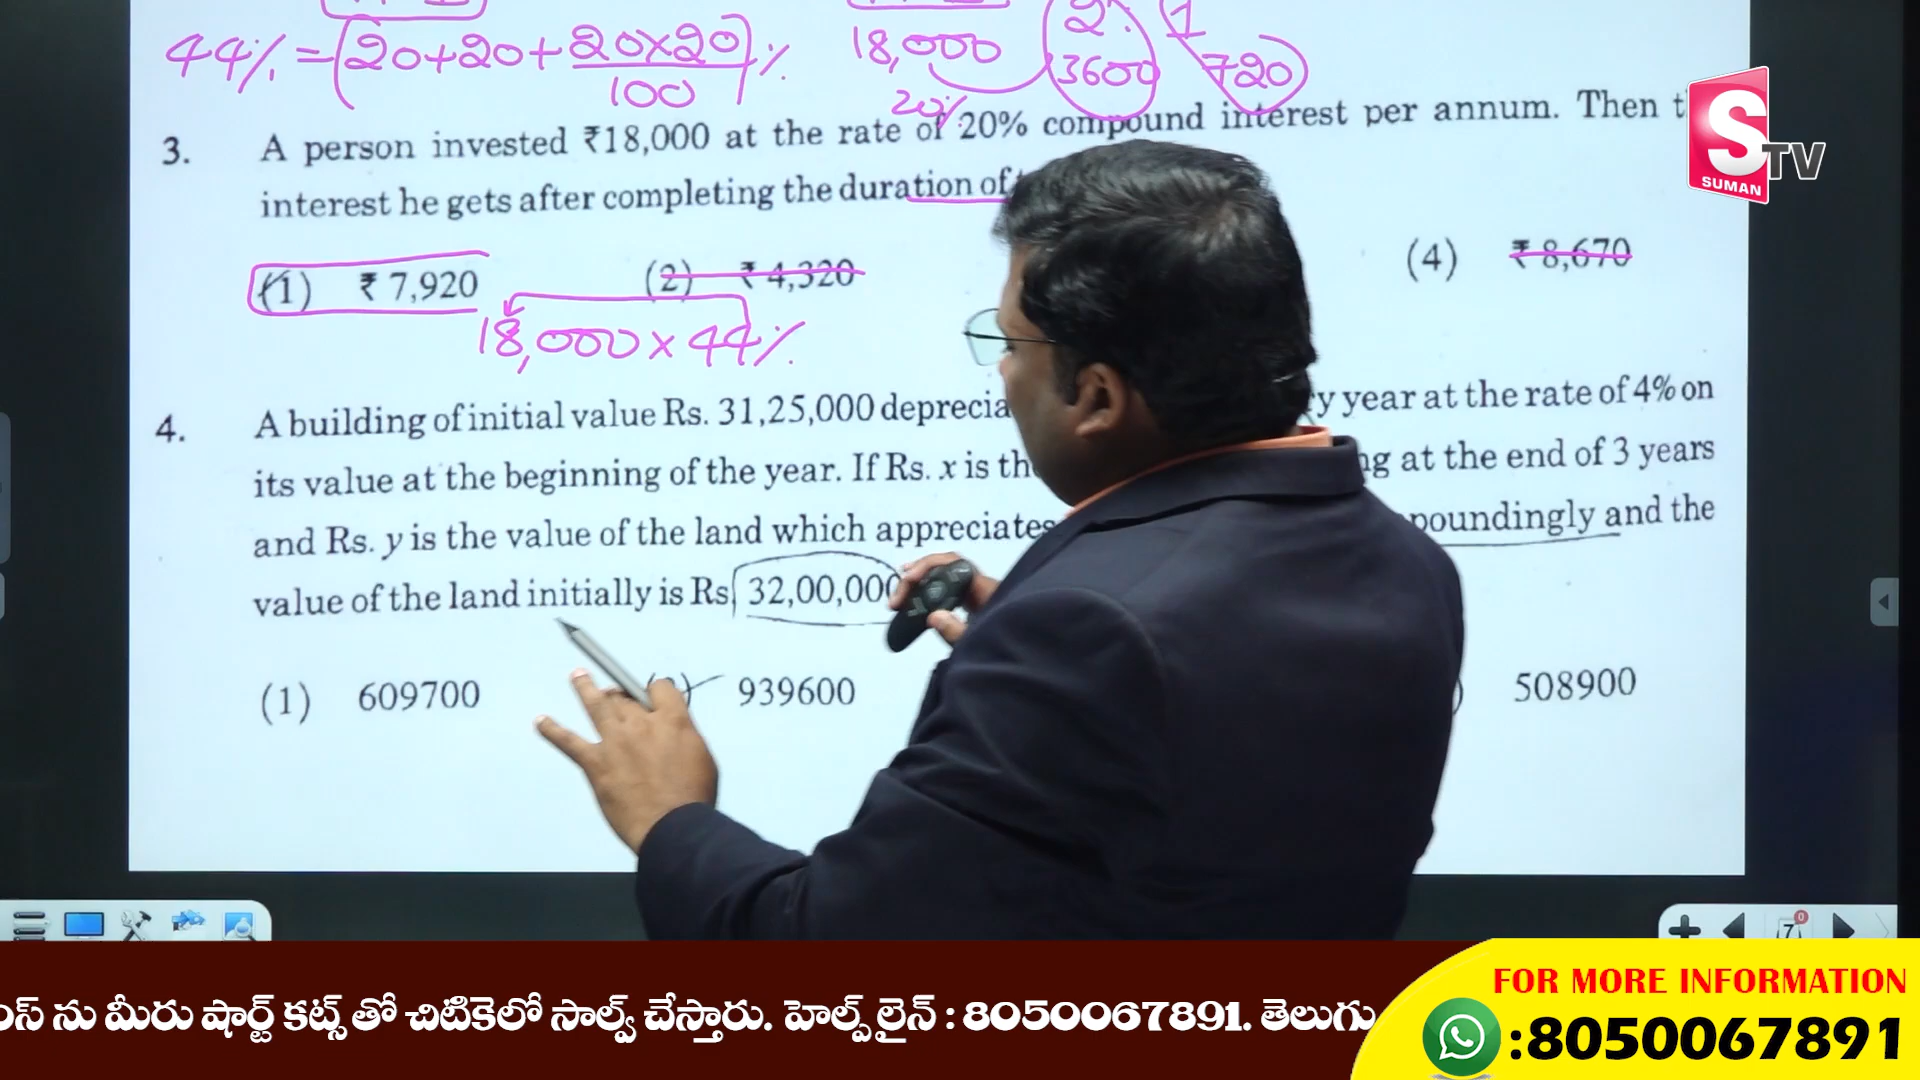 44% = (20+20+ 20×20 / 100)%
18,000 2 1
3600 720
20%
3. A person invested ₹18,000 at the rate of 20% compound interest per annum. Then
interest he gets after completing the duration of
(1) ₹ 7,920 (2) ₹ 4,320 (4) ₹ 8,670
18,000 × 44%
4. A building of initial value Rs. 31,25,000 year at the rate of 4% on
its value at the beginning of the year. If Rs. x is at the end of 3 years
and Rs. y is the value of the land which appreciates and the
value of the land initially is Rs 32,00,000
(1) 609700 939600 508900
S TV
SUMAN
7 0
ను మీరు షార్ట్ కట్స్ తో చిటికెలో సాల్వ్ చేస్తారు. హెల్ప్ లైన్ : 8050067891. తెలుగు
FOR MORE INFORMATION
:8050067891